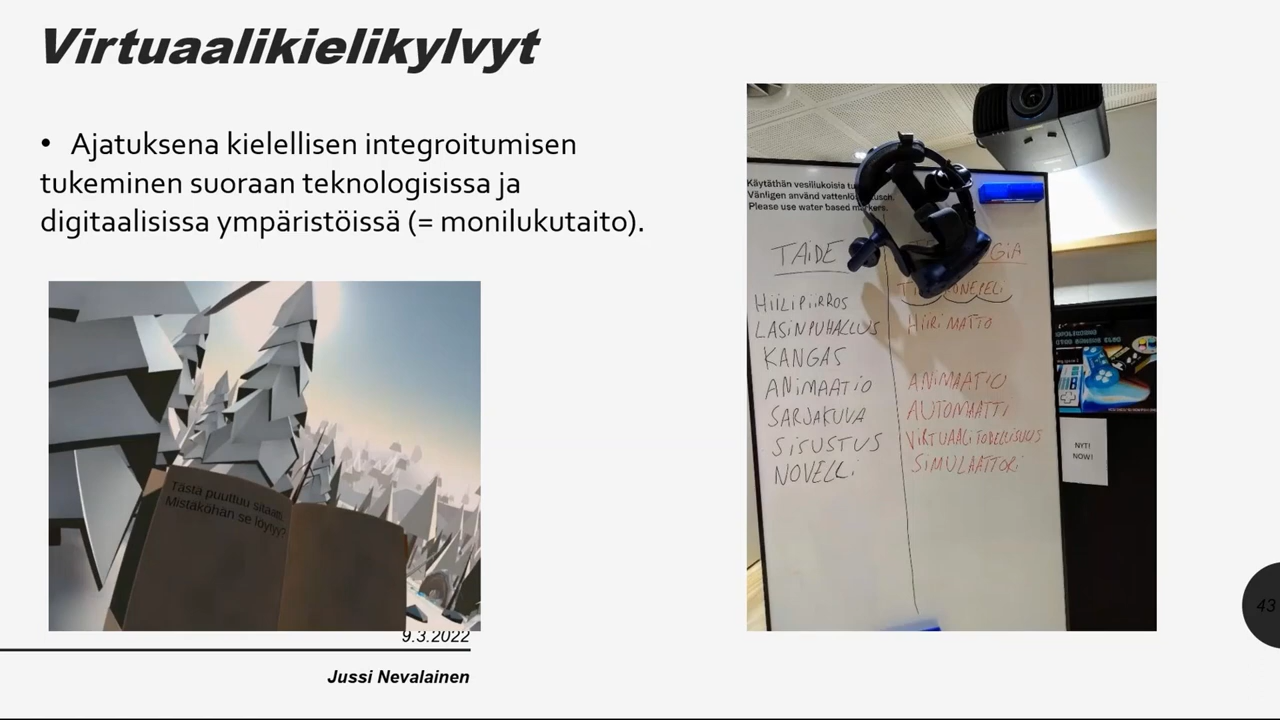 Virtuaalikielikylvyt
• Ajatuksena kielellisen integroitumisen
tukeminen suoraan teknologisissa ja
digitaalisissa ympäristöissä (= monilukutaito).
Tästä puuttuu sitaatti.
Mistäköhän se löytyy?
9.3.2022
Jussi Nevalainen
Käytäthän vesiliukoisia
Vänligen använd
Please use water based markers.
TAIDE
HIILIPIIRROS
LASINPUHALLUS
KANGAS
ANIMAATIO
SARJAKUVA
SISUSTUS
NOVELLI
HIIRIMATTO
ANIMAATIO
AUTOMAATTI
VIRTUAALITODELLISUUS
SIMULAATTORI
NYT!
NOW!
43